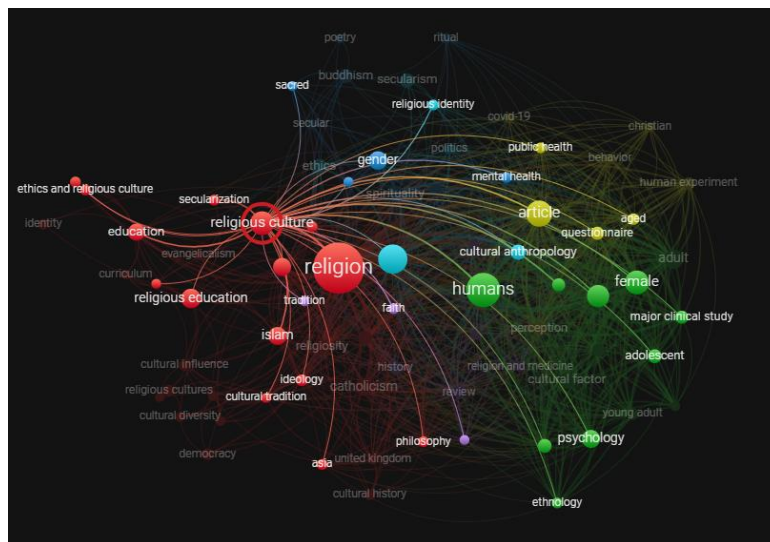 poetry
ritual
buddhism
secularism
sacred
religious identity
covid-19
secular
christian
public health
politics
behavior
gender
ethics
mental health
human experiment
ethics and religious culture
spirituality
secularization
article
aged
identity
religious culture
education
questionnaire
evangelicalism
cultural anthropology
adult
religion
curriculum
female
humans
religious education
tradition
faith
major clinical study
perception
islam
religiosity
adolescent
cultural influence
history
religion and medicine
ideology
cultural factor
catholicism
religious cultures
review
cultural tradition
young adult
cultural diversity
philosophy
psychology
democracy
united kingdom
asia
cultural history
ethnology